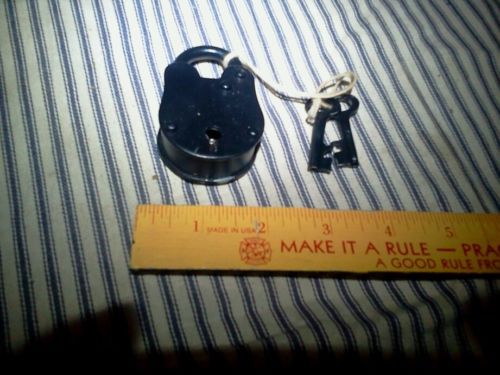 1 2 3 4 5
MADE IN USA
MAKE IT A RULE — PRA
A GOOD RULE FRO